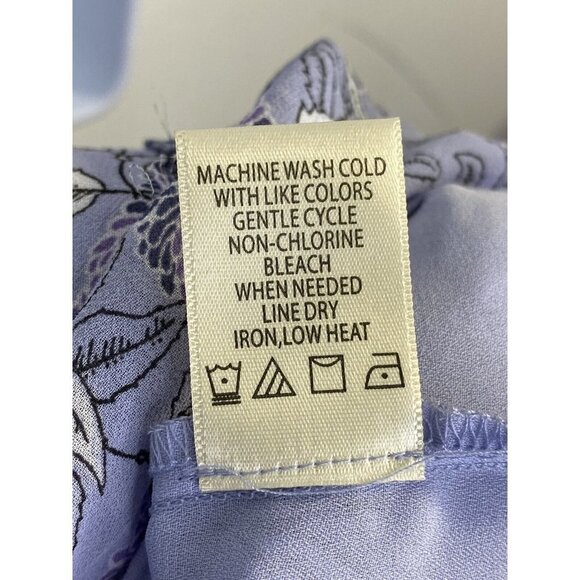 MACHINE WASH COLD
WITH LIKE COLORS
GENTLE CYCLE
NON-CHLORINE
BLEACH
WHEN NEEDED
LINE DRY
IRON,LOW HEAT